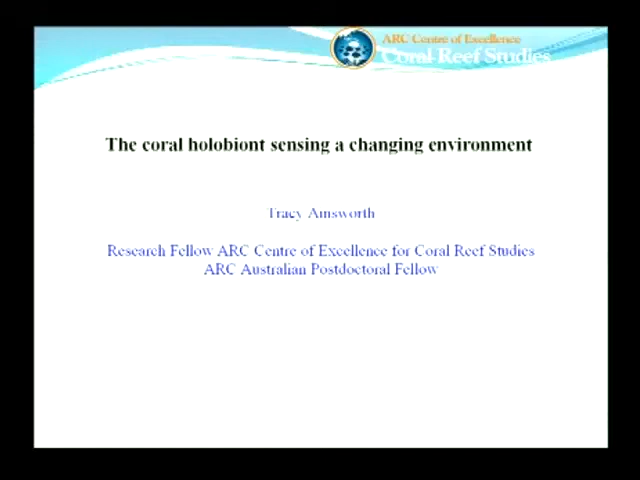 ARC Centre of Excellence
Coral Reef Studies
The coral holobiont sensing a changing environment
Tracy Ainsworth
Research Fellow ARC Centre of Excellence for Coral Reef Studies
ARC Australian Postdoctoral Fellow